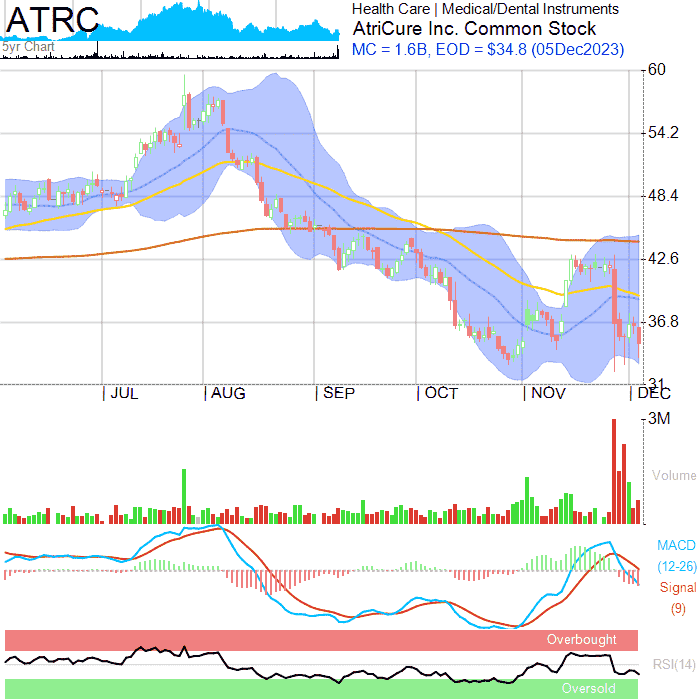 ATRC
5yr Chart
Health Care | Medical/Dental Instruments
AtriCure Inc. Common Stock
MC = 1.6B, EOD = $34.8 (05Dec2023)
60
54.2
48.4
42.6
36.8
31
| JUL | AUG | SEP | OCT | NOV | DEC
3M
Volume
MACD
(12-26)
Signal
(9)
Overbought
RSI(14)
Oversold